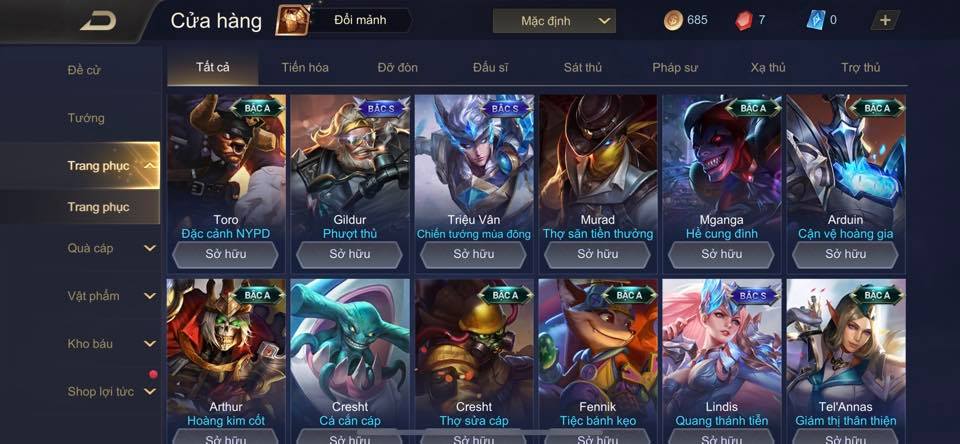 Cửa hàng
Đổi mảnh
Mặc định
685
7
0
Đề cử
Tướng
Trang phục
Trang phục
Quà cáp
Vật phẩm
Kho báu
Shop lợi tức
Tất cả
Tiến hóa
Đỡ đòn
Đấu sĩ
Sát thủ
Pháp sư
Xạ thủ
Trợ thủ
BẬC A
Toro
Đặc cảnh NYPD
Sở hữu
BẬC S
Gildur
Phượt thủ
Sở hữu
BẬC S
Triệu Vân
Chiến tướng mùa đông
Sở hữu
Murad
Thợ săn tiền thưởng
Sở hữu
BẬC A
Mganga
Hề cung đình
Sở hữu
BẬC A
Arduin
Cận vệ hoàng gia
Sở hữu
BẬC A
Arthur
Hoàng kim cốt
Sở hữu
Cresht
Cá cắn cáp
Sở hữu
BẬC A
Cresht
Thợ sửa cáp
Sở hữu
BẬC A
Fennik
Tiệc bánh kẹo
Sở hữu
BẬC S
Lindis
Quang thánh tiễn
Sở hữu
BẬC A
Tel'Annas
Giám thị thân thiện
Sở hữu